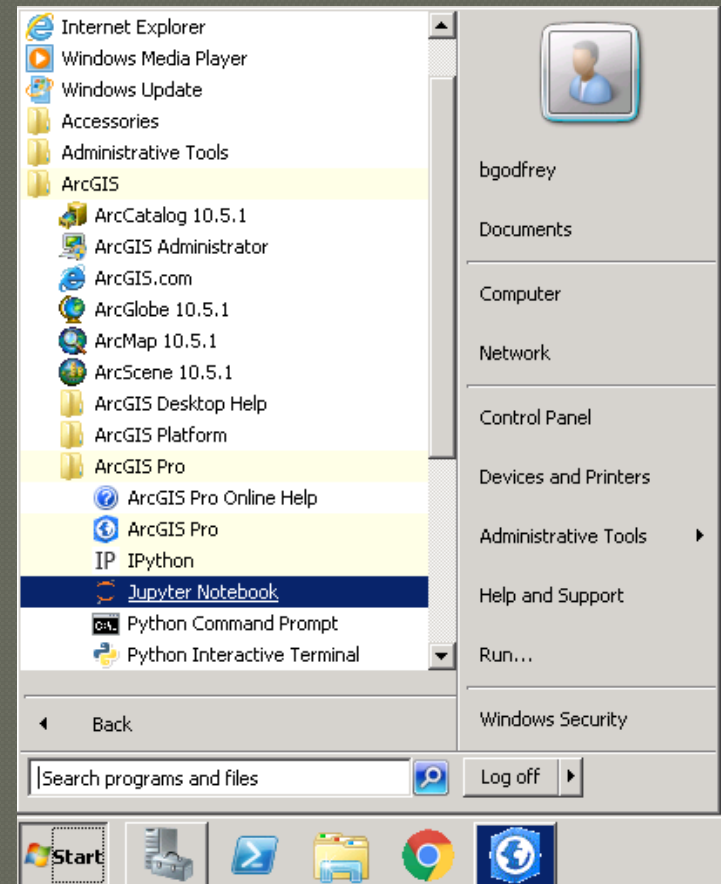 Internet Explorer
Windows Media Player
Windows Update
Accessories
Administrative Tools
ArcGIS
ArcCatalog 10.5.1
ArcGIS Administrator
ArcGIS.com
ArcGlobe 10.5.1
ArcMap 10.5.1
ArcScene 10.5.1
ArcGIS Desktop Help
ArcGIS Platform
ArcGIS Pro
ArcGIS Pro Online Help
ArcGIS Pro
IP IPython
Jupyter Notebook
Python Command Prompt
Python Interactive Terminal
Back
Search programs and files
bgodfrey
Documents
Computer
Network
Control Panel
Devices and Printers
Administrative Tools
Help and Support
Run...
Windows Security
Log off
Start